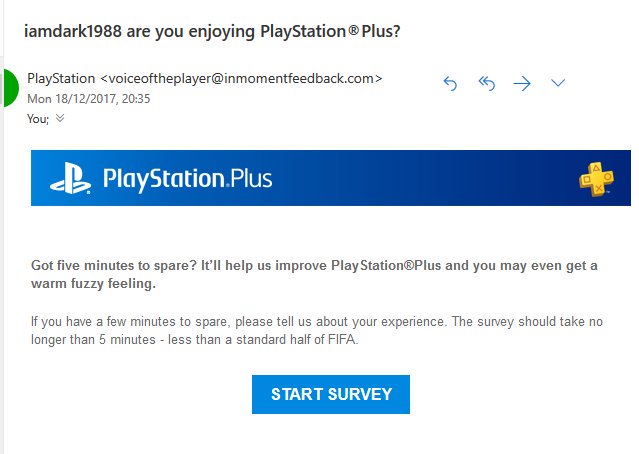 iamdark1988 are you enjoying PlayStation®Plus?
PlayStation <voiceoftheplayer@inmomentfeedback.com>
Mon 18/12/2017, 20:35
You;
PlayStation®Plus
Got five minutes to spare? It’ll help us improve PlayStation®Plus and you may even get a
warm fuzzy feeling.
If you have a few minutes to spare, please tell us about your experience. The survey should take no
longer than 5 minutes - less than a standard half of FIFA.
START SURVEY